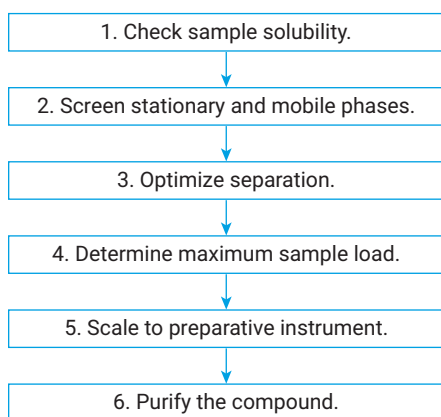 1. Check sample solubility.
2. Screen stationary and mobile phases.
3. Optimize separation.
4. Determine maximum sample load.
5. Scale to preparative instrument.
6. Purify the compound.